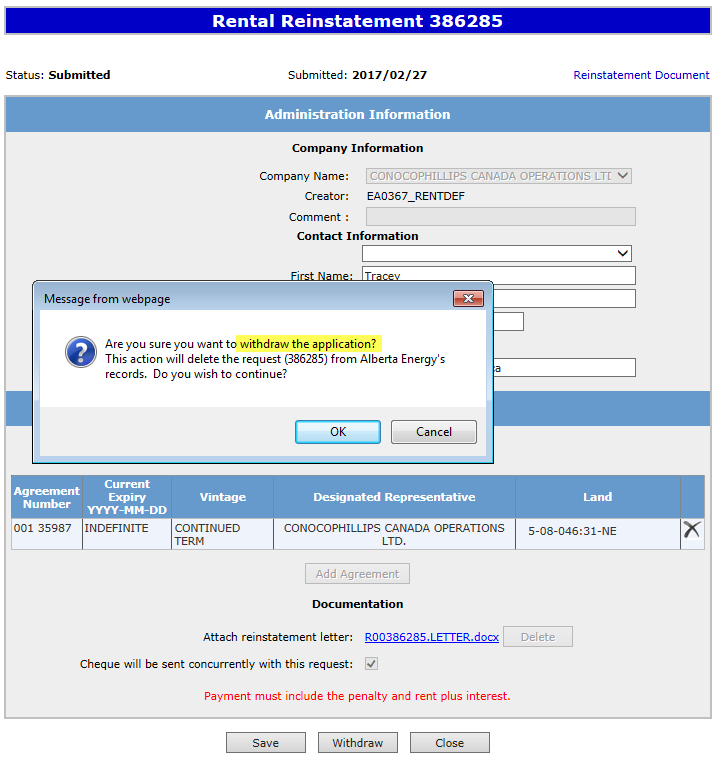 Rental Reinstatement 386285
Status: Submitted Submitted: 2017/02/27 Reinstatement Document
Administration Information
Company Information
Company Name: CONOCOPHILLIPS CANADA OPERATIONS LTD
Creator: EA0367_RENTDEF
Comment :
Contact Information
First Name: Tracey
Message from webpage
Are you sure you want to withdraw the application?
This action will delete the request (386285) from Alberta Energy's
records. Do you wish to continue?
OK Cancel
Agreement Number
Current Expiry YYYY-MM-DD
Vintage
Designated Representative
Land
001 35987
INDEFINITE
CONTINUED TERM
CONOCOPHILLIPS CANADA OPERATIONS LTD.
5-08-046:31-NE
Add Agreement
Documentation
Attach reinstatement letter: R00386285.LETTER.docx Delete
Cheque will be sent concurrently with this request:
Payment must include the penalty and rent plus interest.
Save Withdraw Close